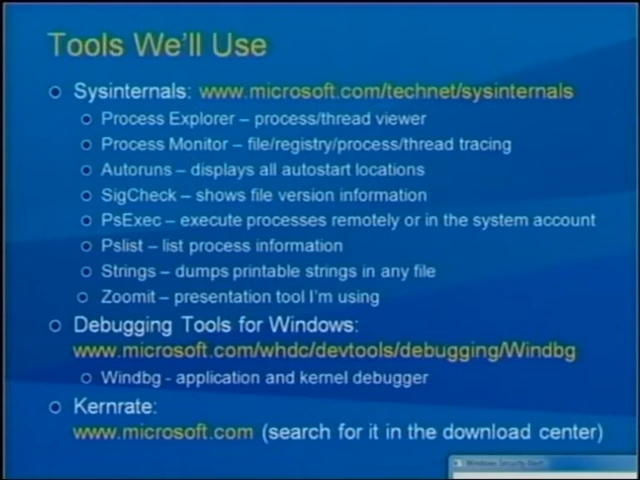 Tools We'll Use
Sysinternals: www.microsoft.com/technet/sysinternals
Process Explorer – process/thread viewer
Process Monitor – file/registry/process/thread tracing
Autoruns – displays all autostart locations
SigCheck – shows file version information
PsExec – execute processes remotely or in the system account
Pslist – list process information
Strings – dumps printable strings in any file
Zoomit – presentation tool I'm using
Debugging Tools for Windows:
www.microsoft.com/whdc/devtools/debugging/Windbg
Windbg - application and kernel debugger
Kernrate:
www.microsoft.com (search for it in the download center)
Windows Security Alert